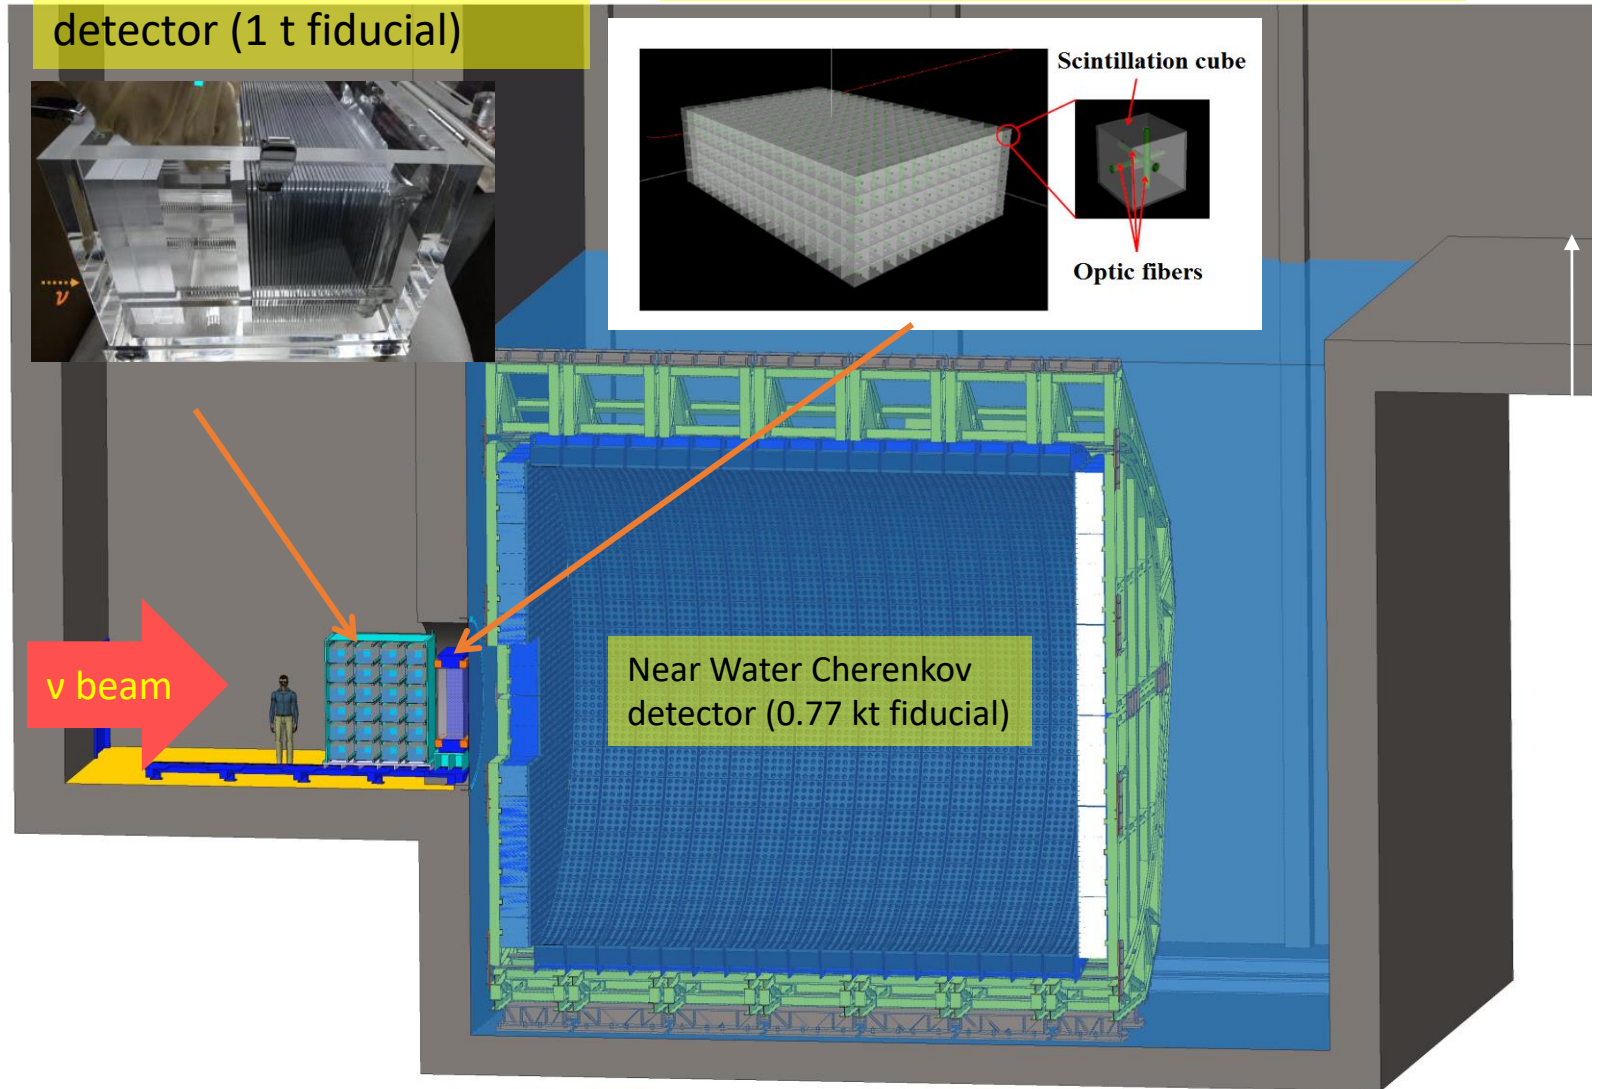 detector (1 t fiducial)
Scintillation cube
Optic fibers
ν
ν beam
Near Water Cherenkov
detector (0.77 kt fiducial)